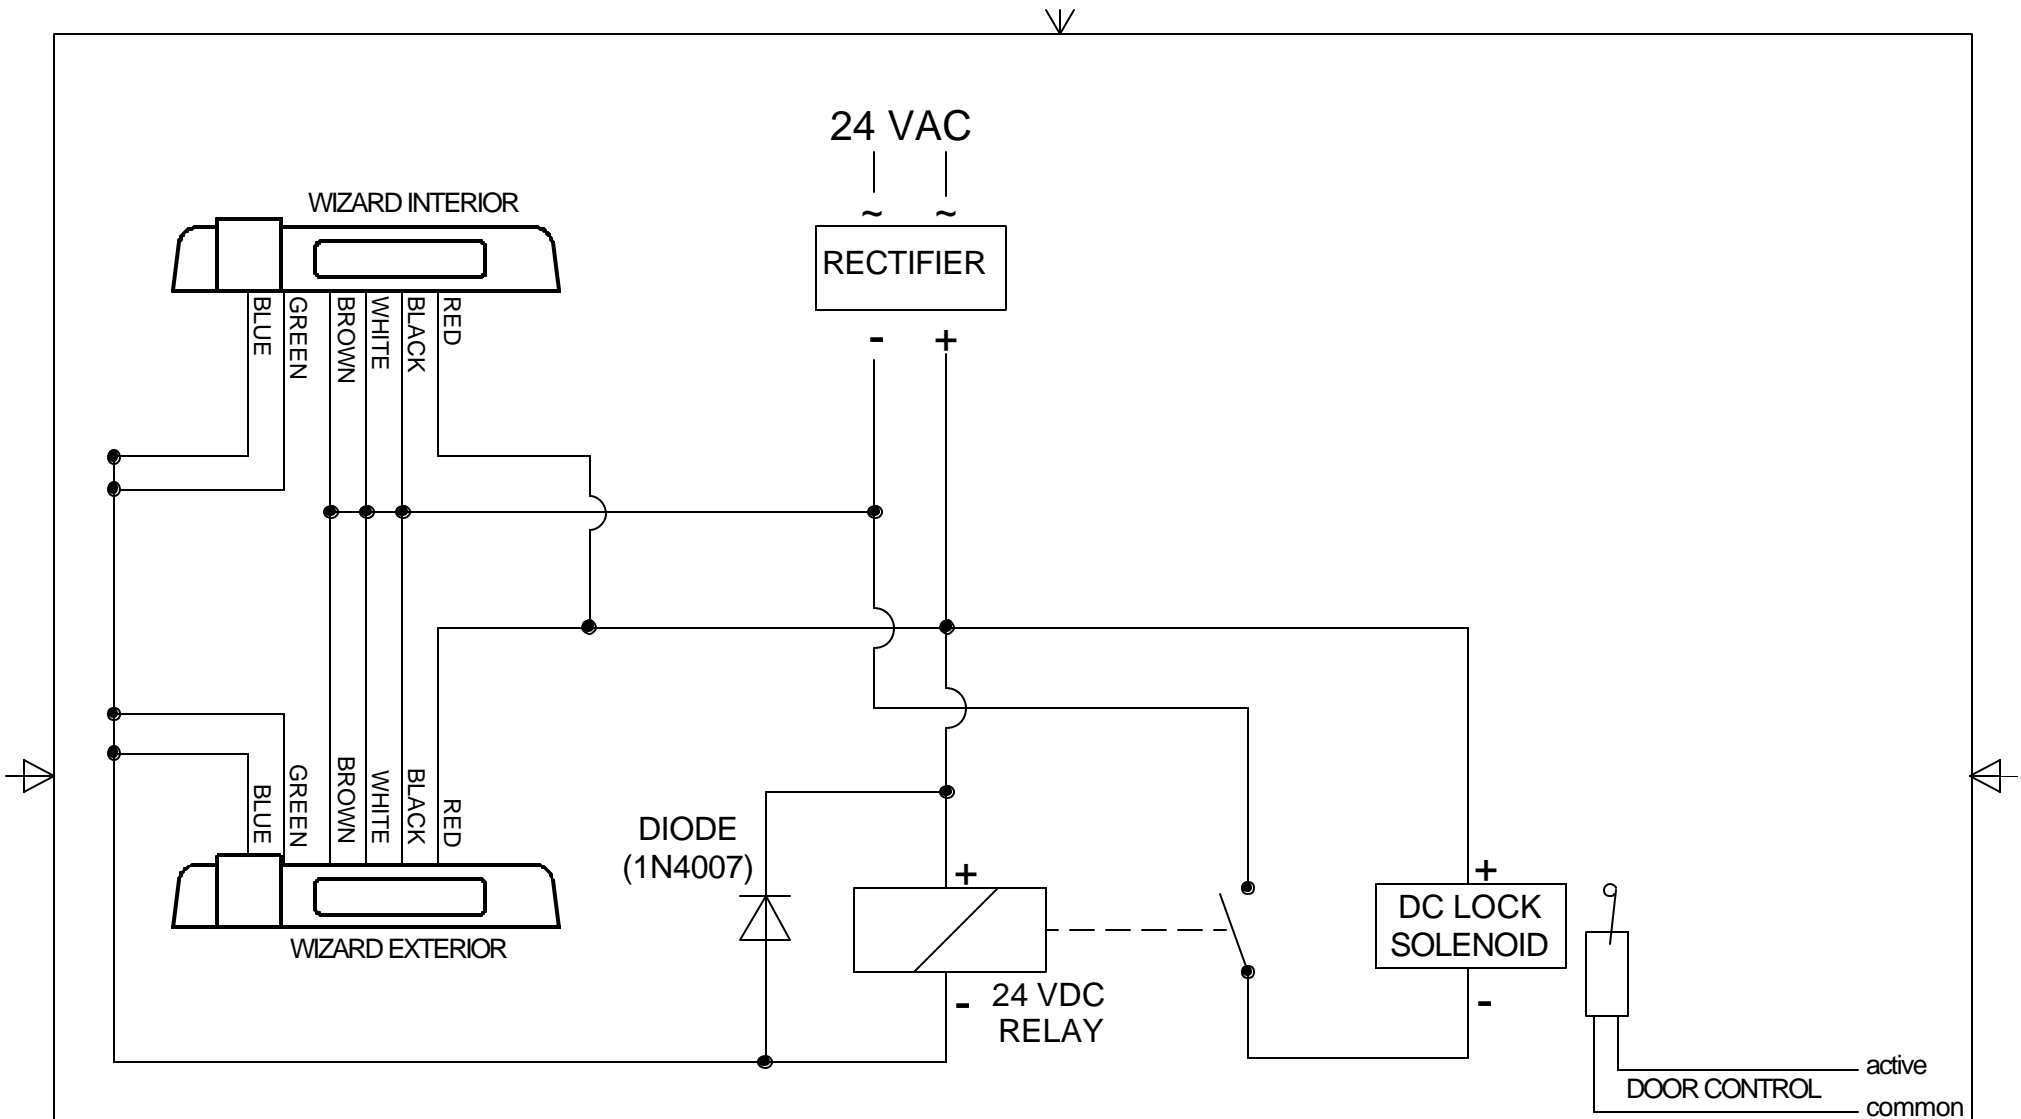 24 VAC
~ ~
WIZARD INTERIOR
RECTIFIER
- +
BLUE
GREEN
BROWN
WHITE
BLACK
RED
BLUE
GREEN
BROWN
WHITE
BLACK
RED
WIZARD EXTERIOR
DIODE
(1N4007)
+
-
24 VDC
RELAY
+
DC LOCK
SOLENOID
-
active
DOOR CONTROL
common